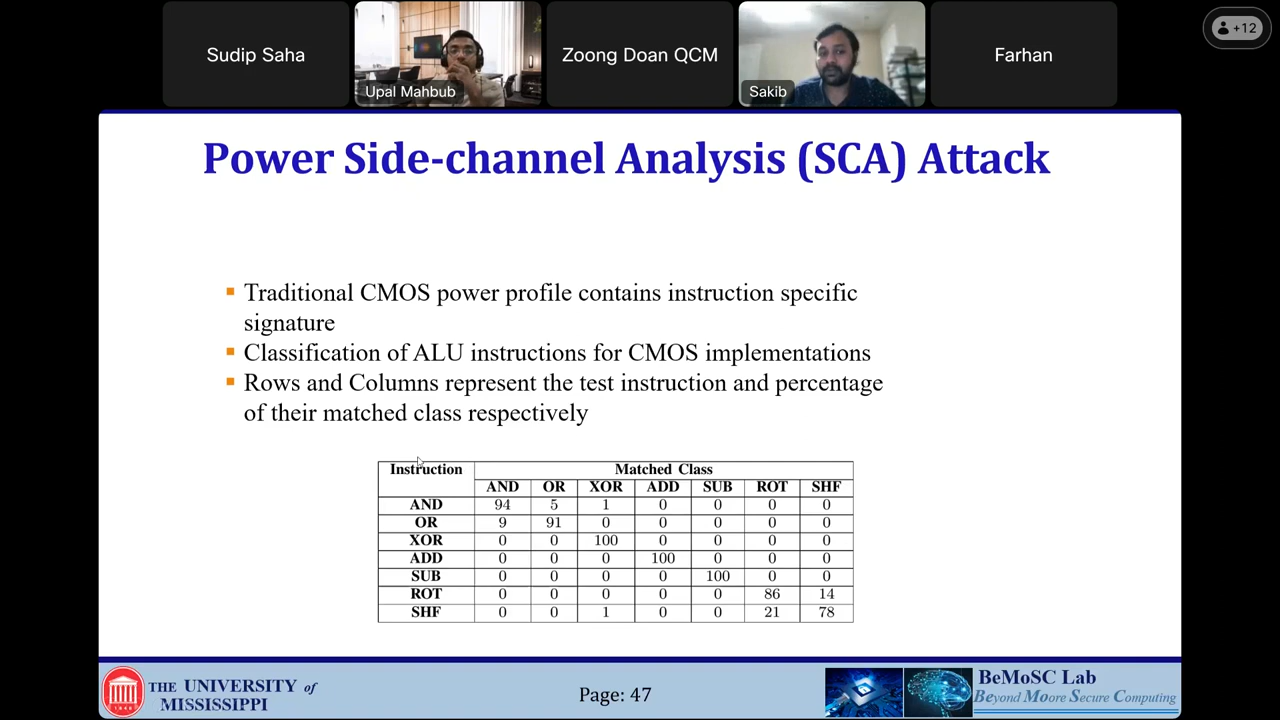 Sudip Saha
Upal Mahbub
Zoong Doan QCM
Sakib
Farhan
+12
Power Side-channel Analysis (SCA) Attack
Traditional CMOS power profile contains instruction specific
signature
Classification of ALU instructions for CMOS implementations
Rows and Columns represent the test instruction and percentage
of their matched class respectively
Instruction Matched Class
AND OR XOR ADD SUB ROT SHF
AND 94 5 1 0 0 0 0
OR 9 91 0 0 0 0 0
XOR 0 0 100 0 0 0 0
ADD 0 0 0 100 0 0 0
SUB 0 0 0 0 100 0 0
ROT 0 0 0 0 0 86 14
SHF 0 0 1 0 0 21 78
THE UNIVERSITY of
MISSISSIPPI
Page: 47
BeMoSC Lab
Beyond Moore Secure Computing